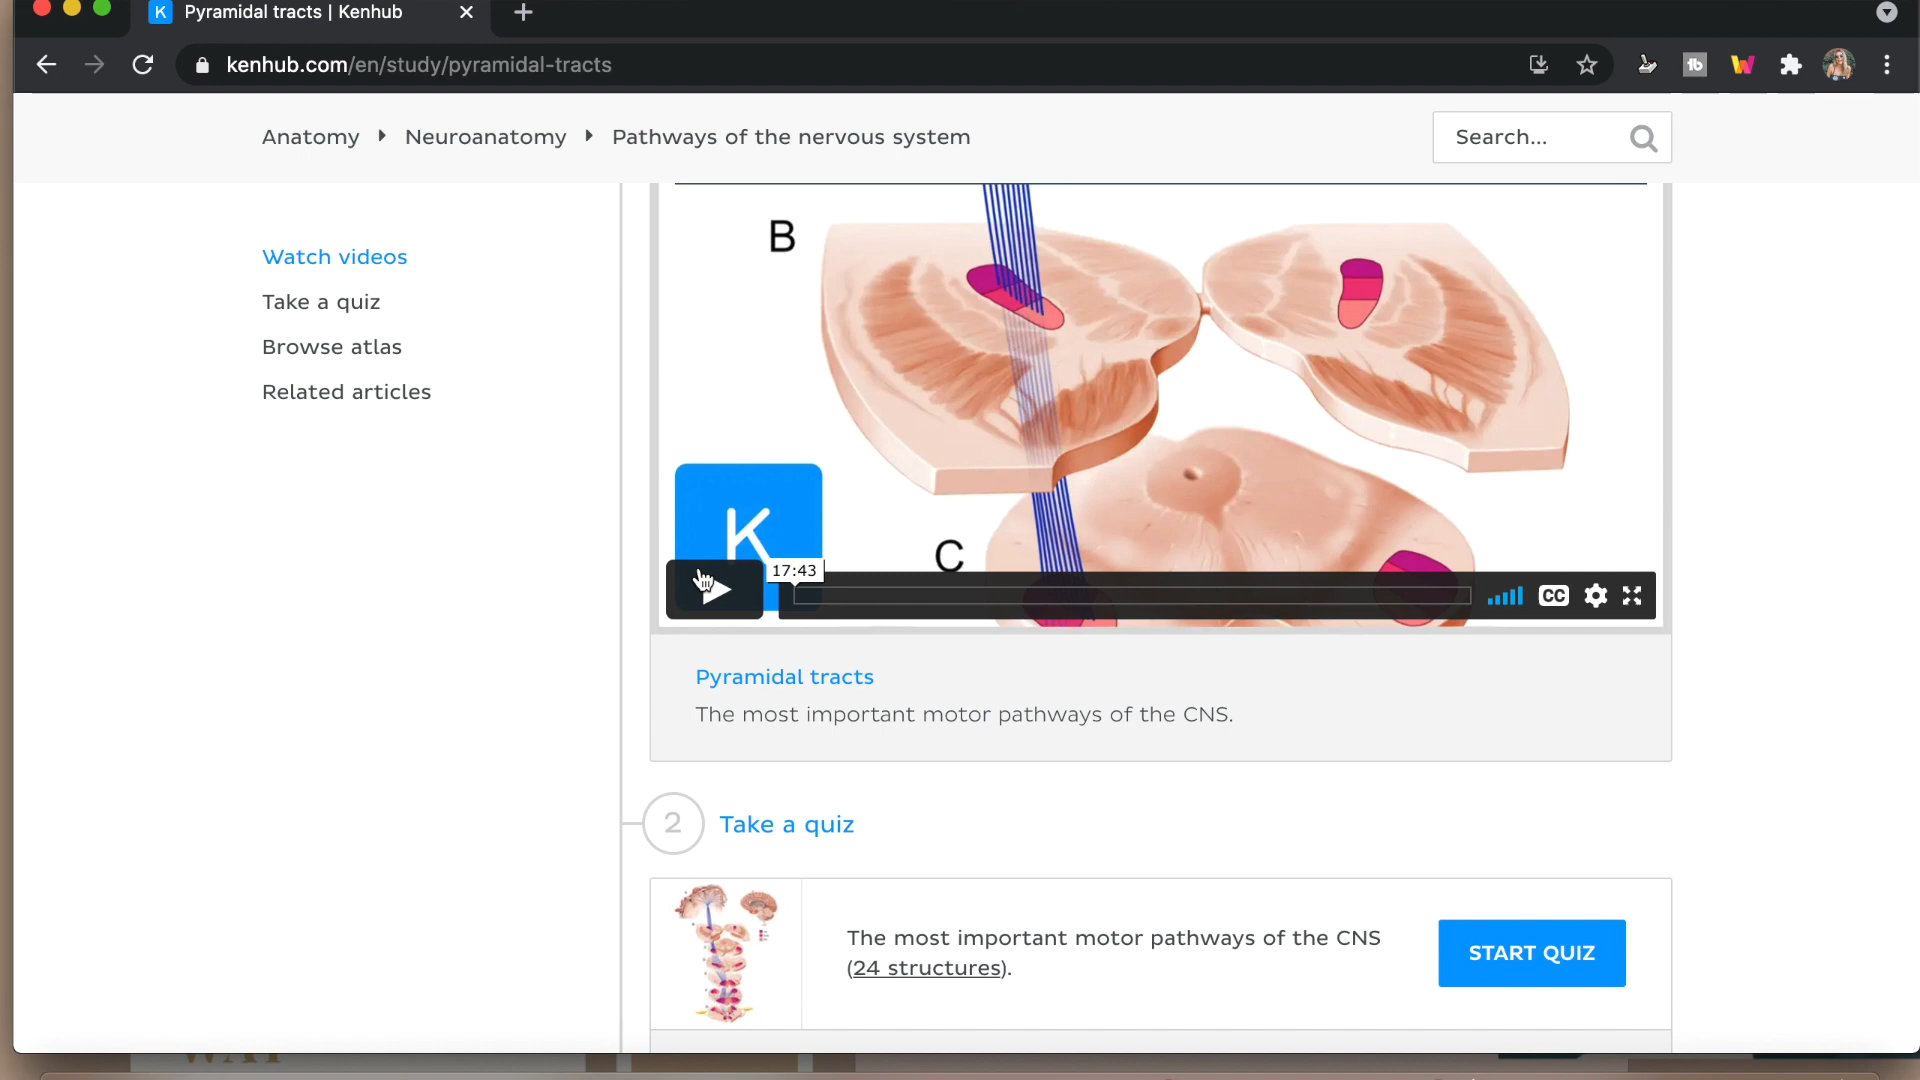 K Pyramidal tracts | Kenhub
kenhub.com/en/study/pyramidal-tracts
tb
Anatomy Neuroanatomy Pathways of the nervous system
Search...
Watch videos
Take a quiz
Browse atlas
Related articles
B
C
K
17:43
CC
Pyramidal tracts
The most important motor pathways of the CNS.
2 Take a quiz
The most important motor pathways of the CNS
(24 structures).
START QUIZ